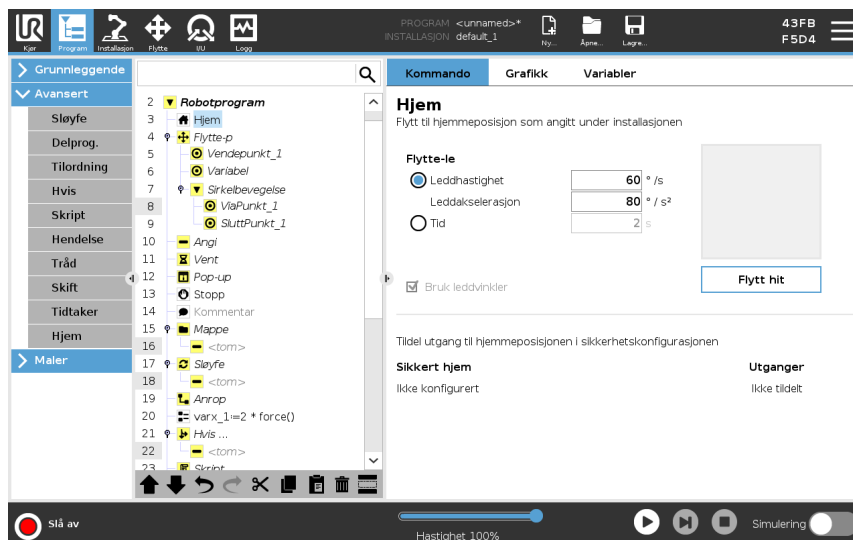 UR
Kjør
Program
Installasjon
Flytte
I/U
Logg
PROGRAM <unnamed>*
INSTALLASJON default_1
Ny...
Åpne...
Lagre...
43FB
F5D4
Grunnleggende
Avansert
Sløyfe
Delprog.
Tilordning
Hvis
Skript
Hendelse
Tråd
Skift
Tidtaker
Hjem
Maler
2 Robotprogram
3 Hjem
4 Flytte-p
5 Vendepunkt_1
6 Variabel
7 Sirkelbevegelse
8 ViaPunkt_1
9 SluttPunkt_1
10 Angi
11 Vent
12 Pop-up
13 Stopp
14 Kommentar
15 Mappe
16 <tom>
17 Sløyfe
18 <tom>
19 Anrop
20 varx_1≔2 * force()
21 Hvis ...
22 <tom>
23 Skript
Kommando
Grafikk
Variabler
Hjem
Flytt til hjemmeposisjon som angitt under installasjonen
Flytte-le
Leddhastighet 60 ° /s
Leddakselerasjon 80 ° / s²
Tid 2 s
Bruk leddvinkler
Flytt hit
Tildel utgang til hjemmeposisjonen i sikkerhetskonfigurasjonen
Sikkert hjem Utganger
Ikke konfigurert Ikke tildelt
Slå av
Hastighet 100%
Simulering